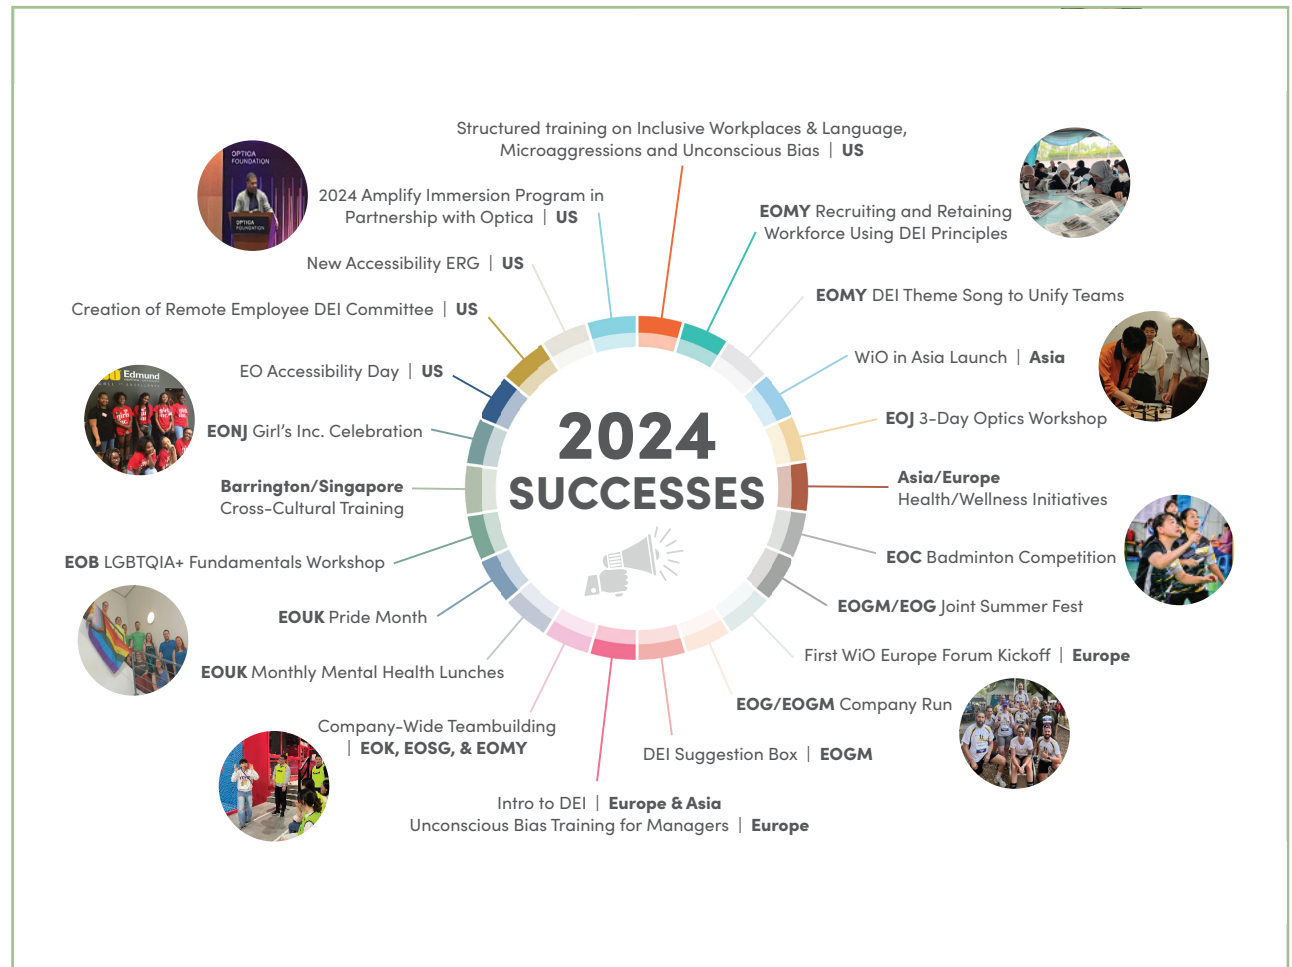 Structured training on Inclusive Workplaces & Language,
Microaggressions and Unconscious Bias | US
OPTICA
FOUNDATION
OPTICA
FOUNDATION
2024 Amplify Immersion Program in
Partnership with Optica | US
EOMY Recruiting and Retaining
Workforce Using DEI Principles
New Accessibility ERG | US
EOMY DEI Theme Song to Unify Teams
Creation of Remote Employee DEI Committee | US
WiO in Asia Launch | Asia
EO Accessibility Day | US
Edmund
EOJ 3-Day Optics Workshop
EONJ Girl's Inc. Celebration
2024
SUCCESSES
Asia/Europe
Health/Wellness Initiatives
Barrington/Singapore
Cross-Cultural Training
EOC Badminton Competition
EOB LGBTQIA+ Fundamentals Workshop
EOGM/EOG Joint Summer Fest
EOUK Pride Month
First WiO Europe Forum Kickoff | Europe
EOUK Monthly Mental Health Lunches
EOG/EOGM Company Run
Company-Wide Teambuilding
| EOK, EOSG, & EOMY
DEI Suggestion Box | EOGM
Intro to DEI | Europe & Asia
Unconscious Bias Training for Managers | Europe